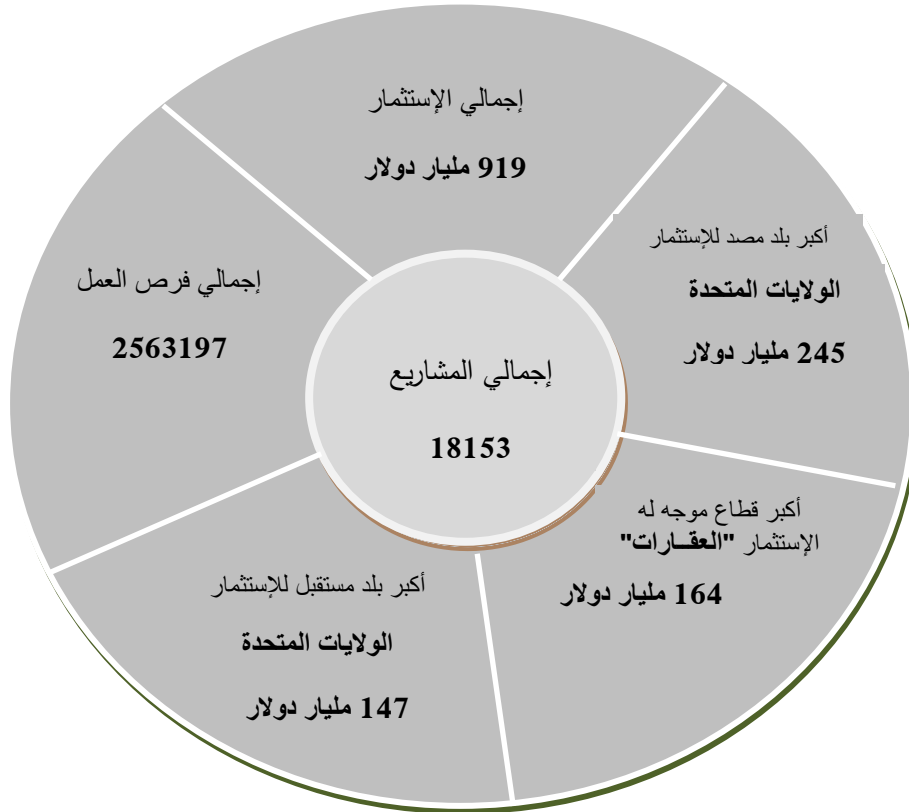 إجمالي الإستثمار
919 مليار دولار
أكبر بلد مصد للإستثمار
الولايات المتحدة
245 مليار دولار
إجمالي فرص العمل
2563197
إجمالي المشاريع
18153
أكبر قطاع موجه له
الإستثمار "العقــارات"
164 مليار دولار
أكبر بلد مستقبل للإستثمار
الولايات المتحدة
147 مليار دولار